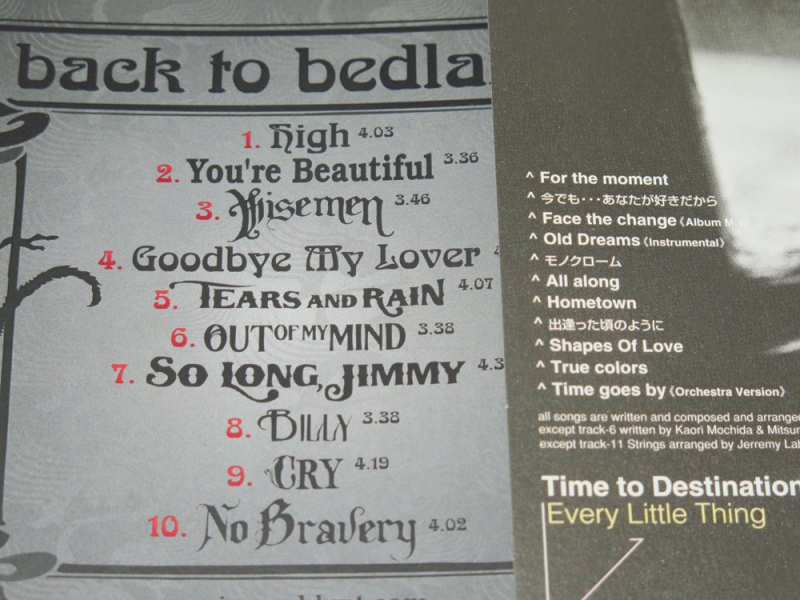 back to bedla
1. High 4.03
2. You're Beautiful 3.36
3. Wisemen 3.46
4. Goodbye My Lover
5. TEARS AND RAIN 4.07
6. OUT OF MY MIND 3.38
7. SO LONG, JIMMY 4.3
8. BILLY 3.38
9. CRY 4.19
10. No Bravery 4.02
^ For the moment
^ 今でも・・・あなたが好きだから
^ Face the change《Album
^ Old Dreams《Instrumental》
^ モノクローム
^ All along
^ Hometown
^ 出逢った頃のように
^ Shapes Of Love
^ True colors
^ Time goes by《Orchestra Version》
all songs are written and composed and arrange
except track-6 written by Kaori Mochida & Mitsur
except track-11 Strings arranged by Jerremy Lab
Time to Destination
Every Little Thing